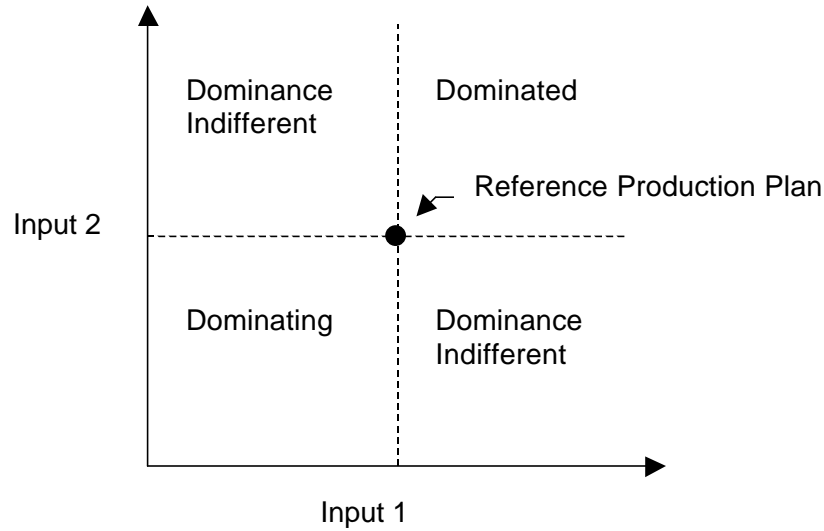 Dominance
Indifferent
Dominated
Reference Production Plan
Input 2
Dominating
Dominance
Indifferent
Input 1